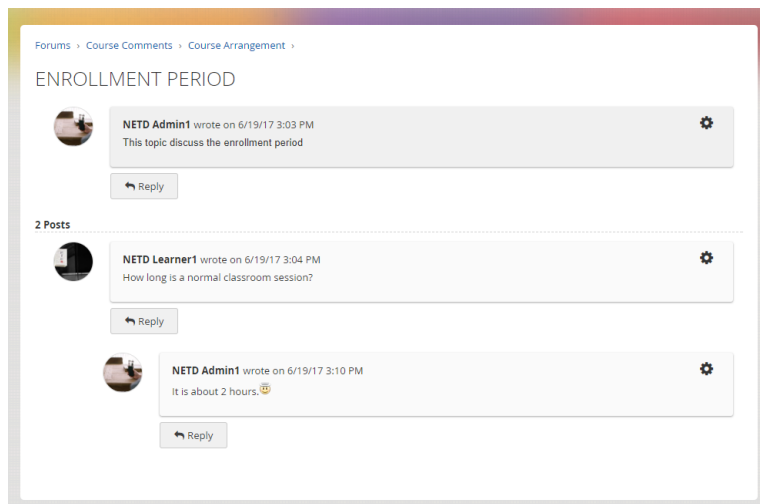 Forums › Course Comments › Course Arrangement ›
ENROLLMENT PERIOD
NETD Admin1 wrote on 6/19/17 3:03 PM
This topic discuss the enrollment period
Reply
2 Posts
NETD Learner1 wrote on 6/19/17 3:04 PM
How long is a normal classroom session?
Reply
NETD Admin1 wrote on 6/19/17 3:10 PM
It is about 2 hours.
Reply